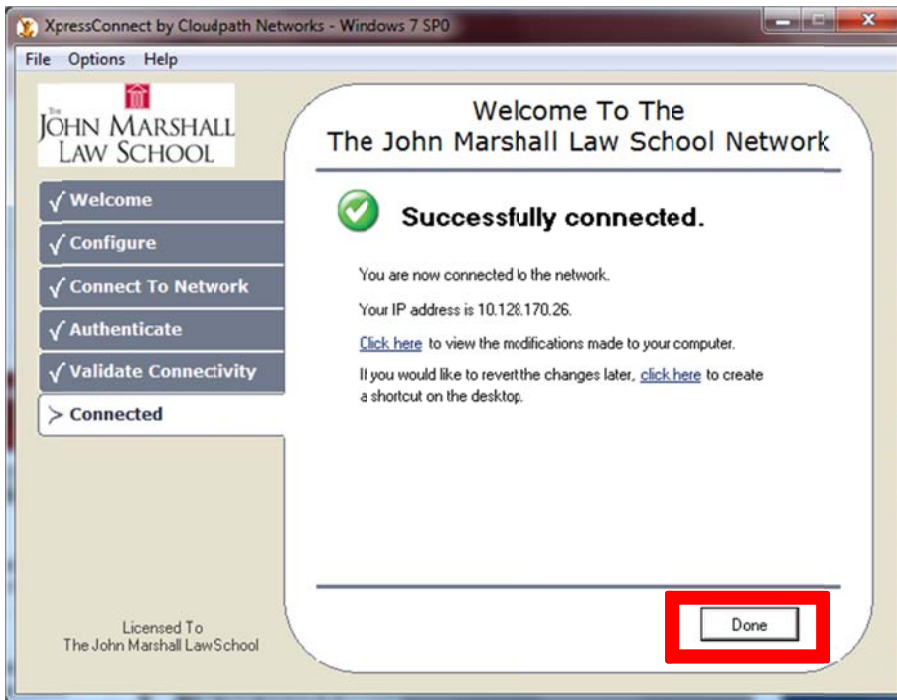 XpressConnect by Cloudpath Networks - Windows 7 SP0
File Options Help
The
JOHN MARSHALL
LAW SCHOOL
√ Welcome
√ Configure
√ Connect To Network
√ Authenticate
√ Validate Connectivity
> Connected
Licensed To
The John Marshall Law School
Welcome To The
The John Marshall Law School Network
Successfully connected.
You are now connected to the network.
Your IP address is 10.128.170.26.
Click here to view the modifications made to your computer.
If you would like to revert the changes later, click here to create
a shortcut on the desktop.
Done